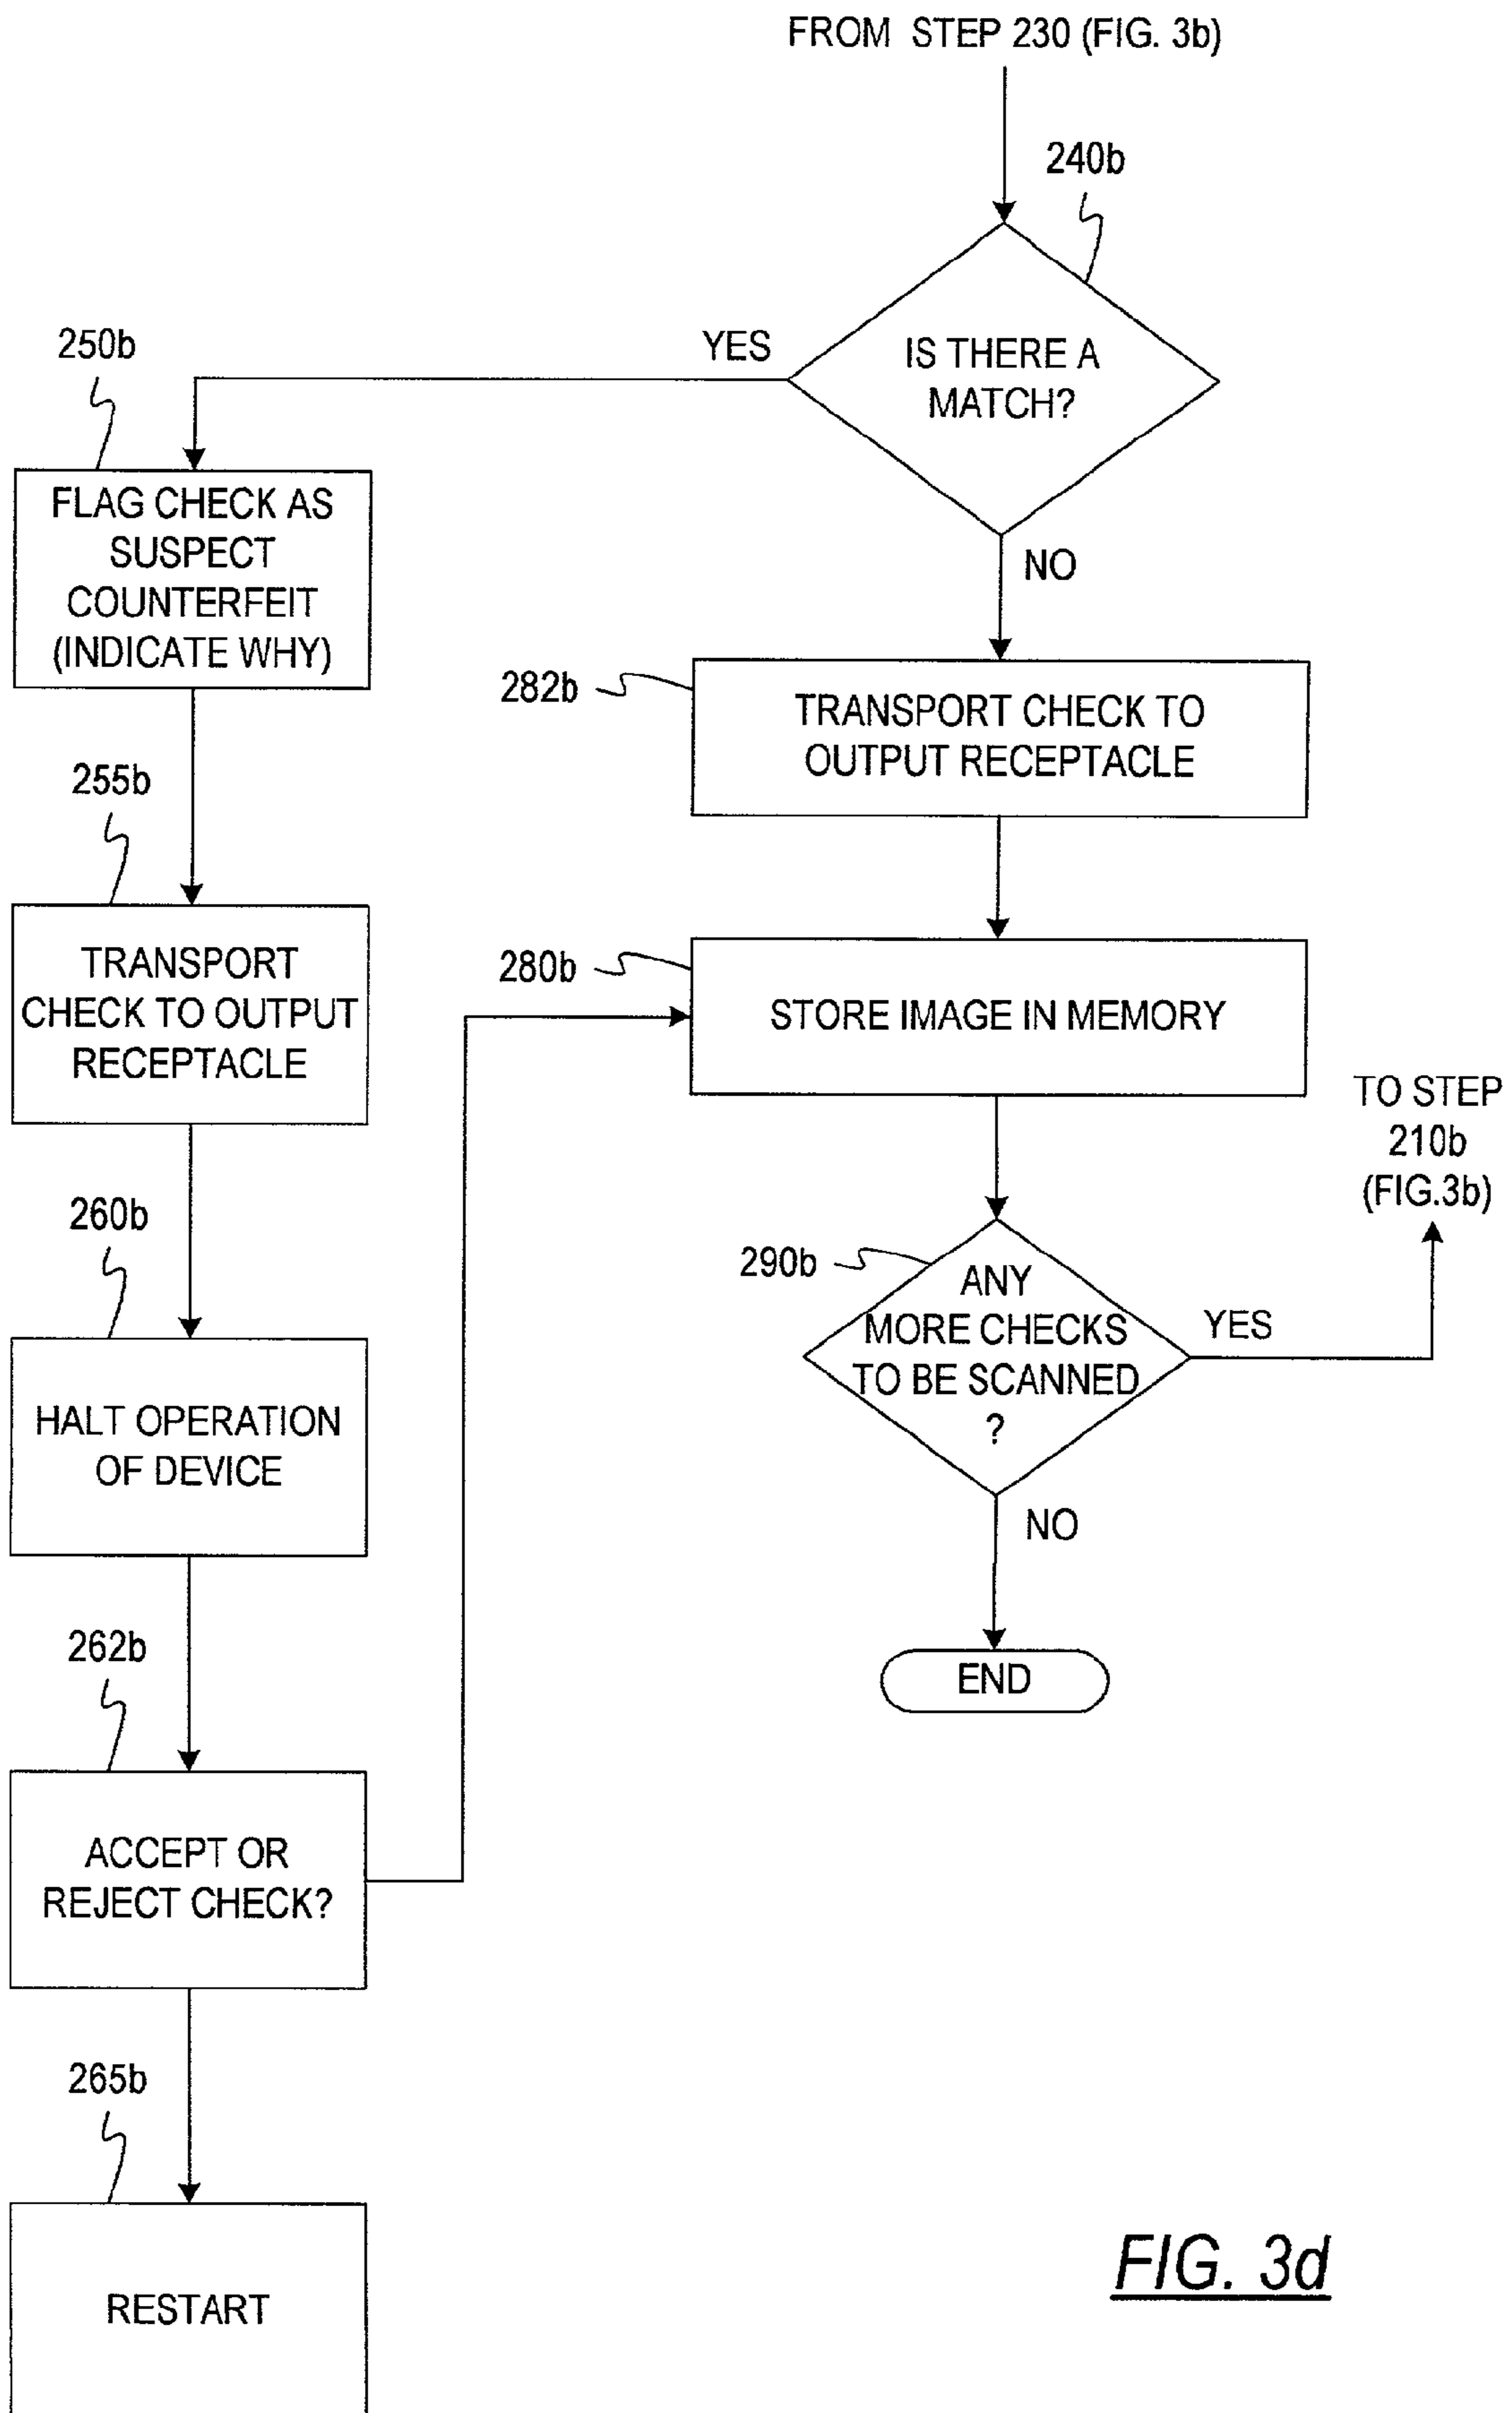 FROM STEP 230 (FIG. 3b)
240b
IS THERE A
MATCH?
YES
NO
250b
FLAG CHECK AS
SUSPECT
COUNTERFEIT
(INDICATE WHY)
282b
TRANSPORT CHECK TO
OUTPUT RECEPTACLE
255b
TRANSPORT
CHECK TO OUTPUT
RECEPTACLE
280b
STORE IMAGE IN MEMORY
TO STEP
210b
(FIG.3b)
260b
HALT OPERATION
OF DEVICE
290b
ANY
MORE CHECKS
TO BE SCANNED
?
YES
NO
END
262b
ACCEPT OR
REJECT CHECK?
265b
RESTART
FIG. 3d